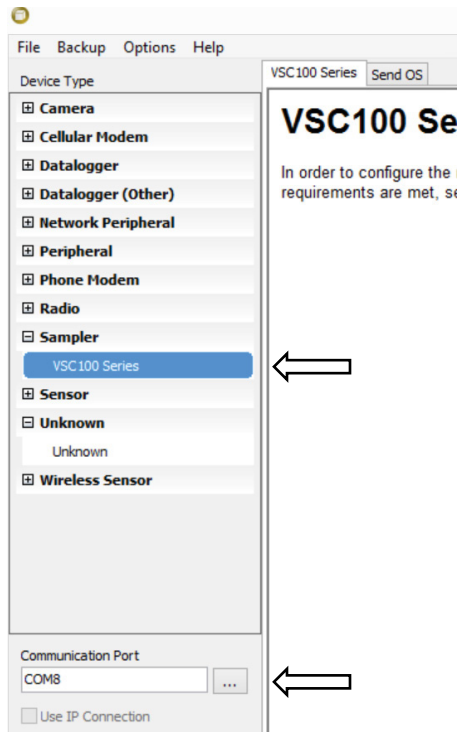 File Backup Options Help
Device Type
Camera
Cellular Modem
Datalogger
Datalogger (Other)
Network Peripheral
Peripheral
Phone Modem
Radio
Sampler
VSC100 Series
Sensor
Unknown
Unknown
Wireless Sensor
Communication Port
COM8
...
Use IP Connection
VSC100 Series Send OS
VSC100 Se
In order to configure the
requirements are met, se